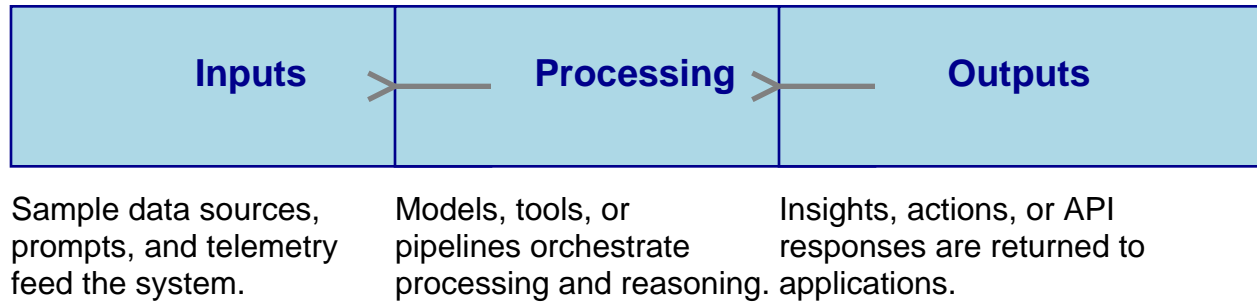 Inputs
Processing
Outputs
Sample data sources,
prompts, and telemetry
feed the system.
Models, tools, or
pipelines orchestrate
processing and reasoning.
Insights, actions, or API
responses are returned to
applications.